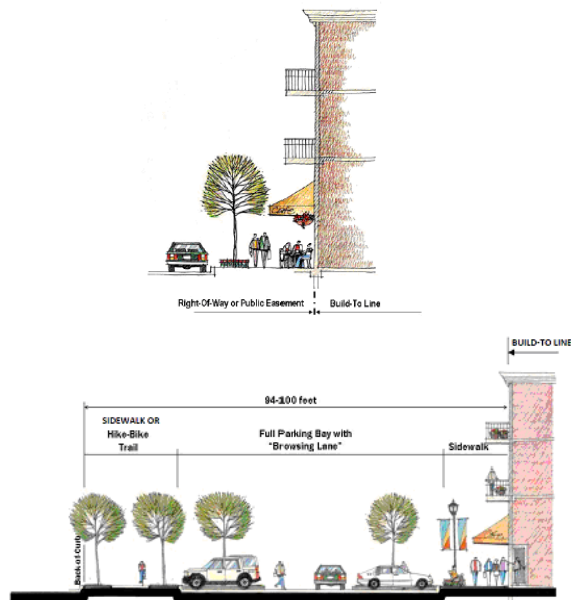 Right-Of-Way or Public Easement
Build-To Line
BUILD-TO LINE
94-100 feet
SIDEWALK OR
Hike-Bike
Trail
Full Parking Bay with
"Browsing Lane"
Sidewalk
Back of Curb